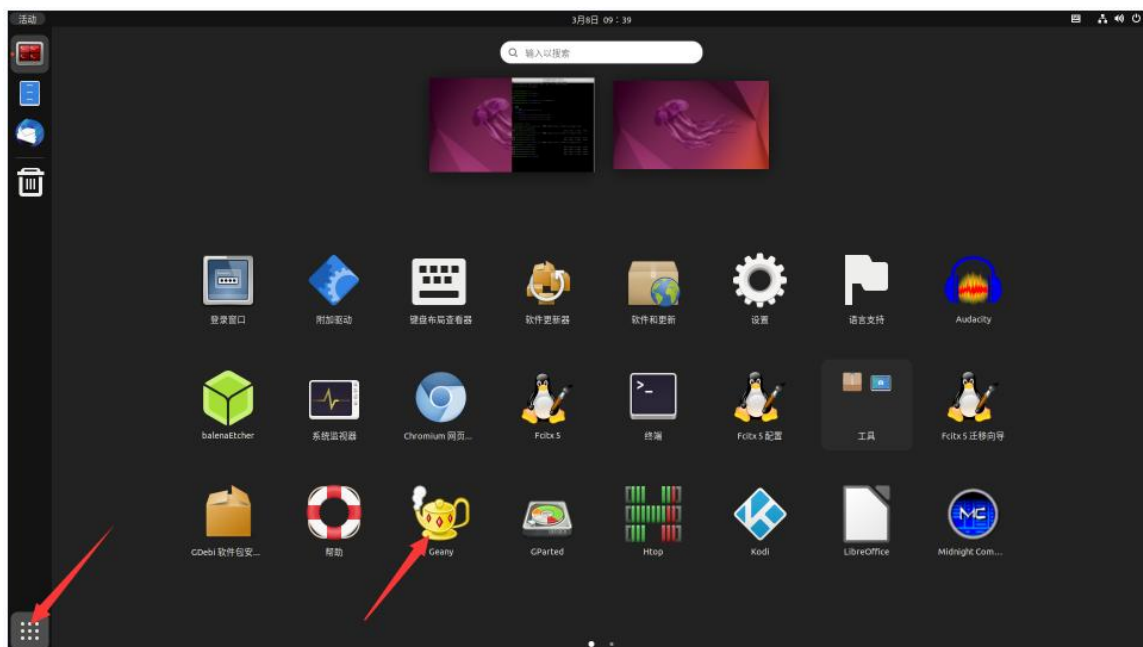 活动
3月8日 09：39
输入以搜索
登录窗口
附加驱动
键盘布局查看器
软件更新器
软件和更新
设置
语言支持
Audacity
balenaEtcher
系统监视器
Chromium 网页...
Fcitx 5
终端
Fcitx 5 配置
工具
Fcitx 5 迁移向导
GDebi 软件包安...
帮助
Geany
GParted
Htop
Kodi
LibreOffice
Midnight Com...